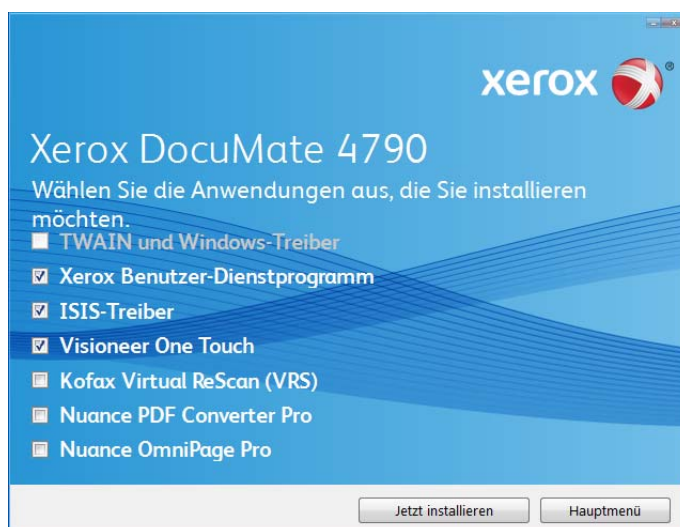 xerox
Xerox DocuMate 4790
Wählen Sie die Anwendungen aus, die Sie installieren
möchten.
TWAIN und Windows-Treiber
Xerox Benutzer-Dienstprogramm
ISIS-Treiber
Visioneer One Touch
Kofax Virtual ReScan (VRS)
Nuance PDF Converter Pro
Nuance OmniPage Pro
Jetzt installieren Hauptmenü